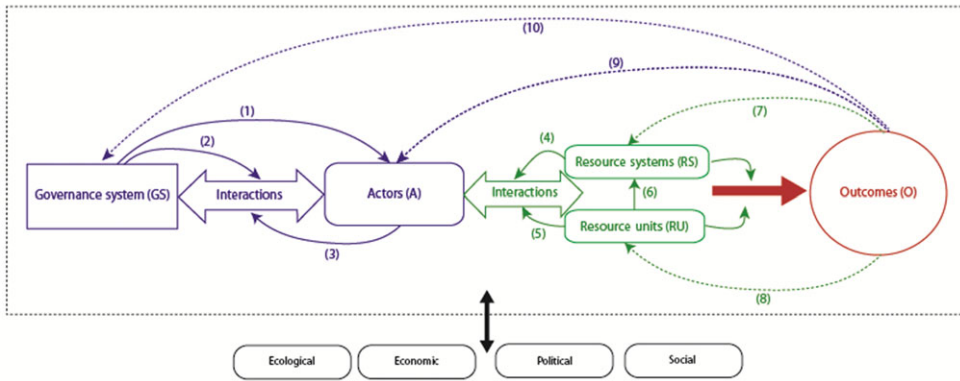 (10)
(9)
(1)
(7)
(2)
(4)
Governance system (GS)
Interactions
Actors (A)
Interactions
Resource systems (RS)
(6)
Resource units (RU)
Outcomes (O)
(5)
(3)
(8)
Ecological
Economic
Political
Social